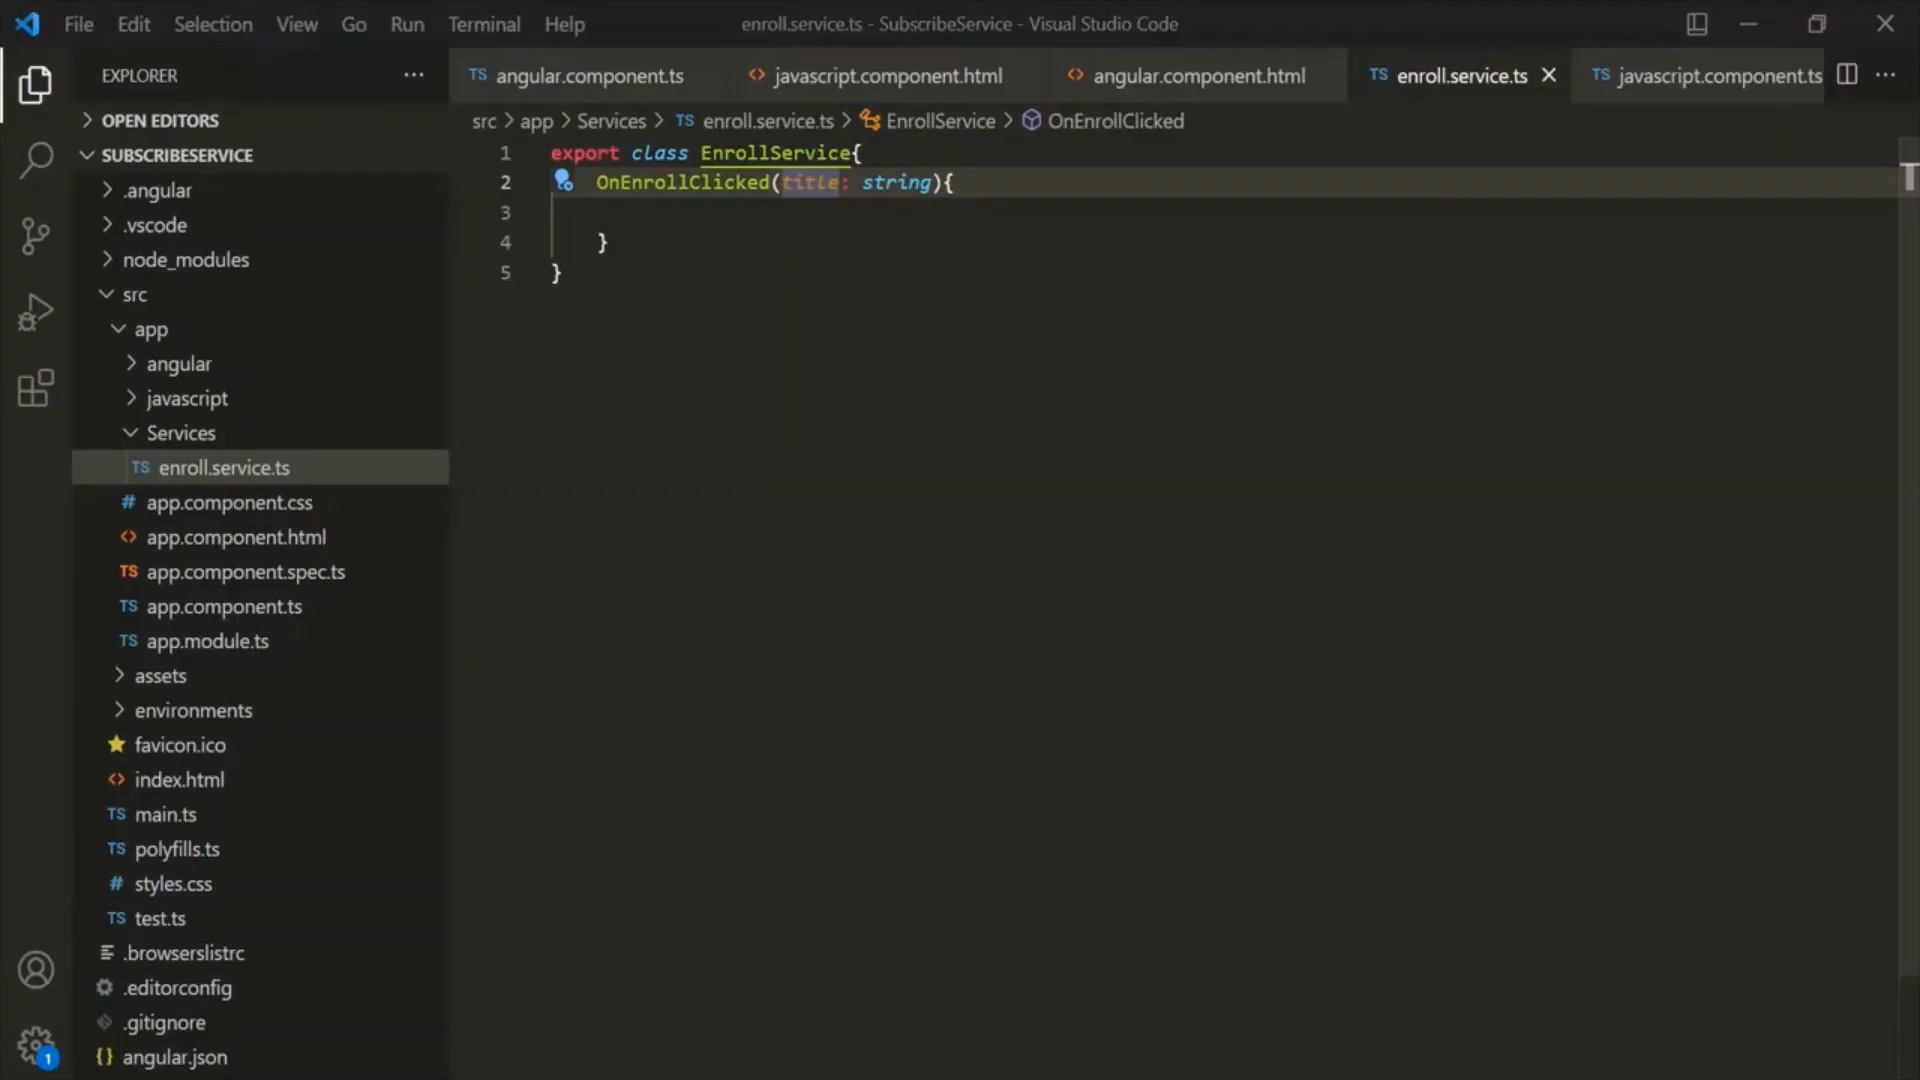 File Edit Selection View Go Run Terminal Help enroll.service.ts - SubscribeService - Visual Studio Code
EXPLORER
OPEN EDITORS
SUBSCRIBESERVICE
.angular
.vscode
node_modules
src
app
angular
javascript
Services
TS enroll.service.ts
# app.component.css
<> app.component.html
TS app.component.spec.ts
TS app.component.ts
TS app.module.ts
assets
environments
favicon.ico
<> index.html
TS main.ts
TS polyfills.ts
# styles.css
TS test.ts
.browserslistrc
.editorconfig
.gitignore
{} angular.json
1
TS angular.component.ts <> javascript.component.html <> angular.component.html TS enroll.service.ts TS javascript.component.ts
src > app > Services > TS enroll.service.ts > EnrollService > OnEnrollClicked
1 export class EnrollService{
2 OnEnrollClicked(title: string){
3
4 }
5 }